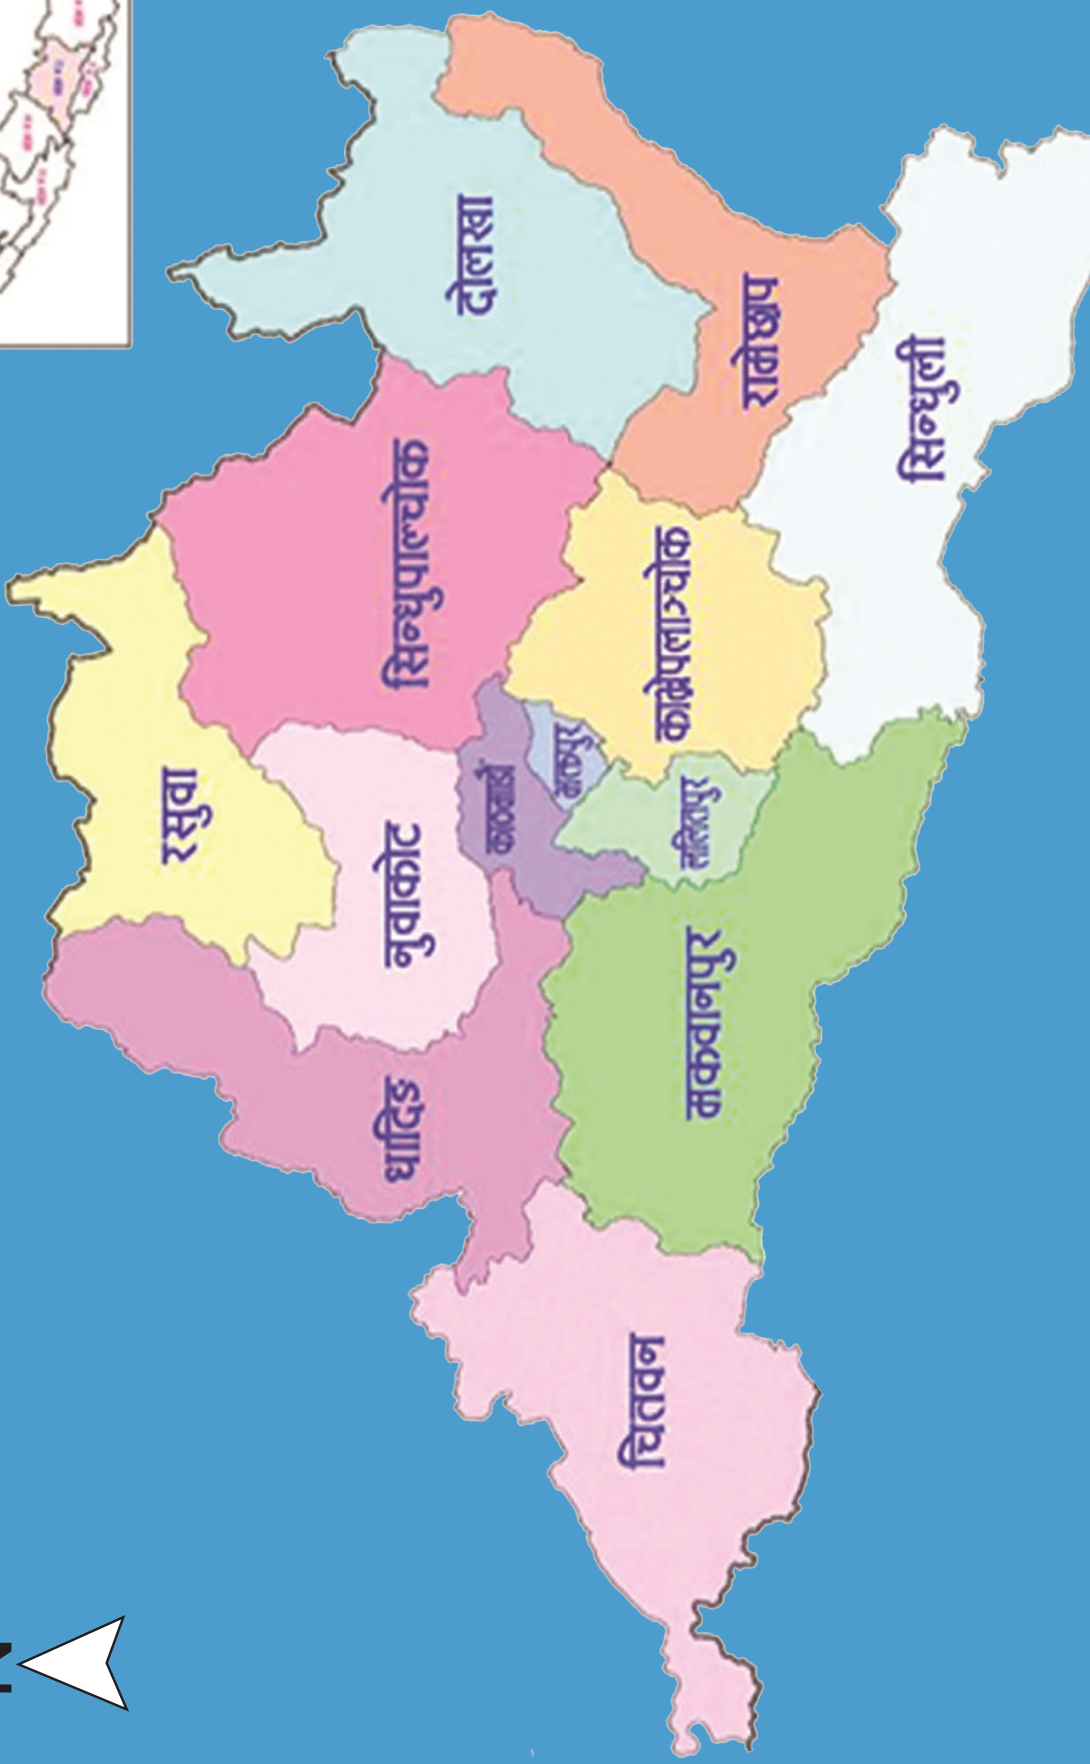 रसुवा
धादिङ
नुवाकोट
सिन्धुपाल्चोक
दोलखा
रामेछाप
सिन्धुली
काभ्रेपलाञ्चोक
काठमाडौं
भक्तपुर
ललितपुर
मकवानपुर
चितवन